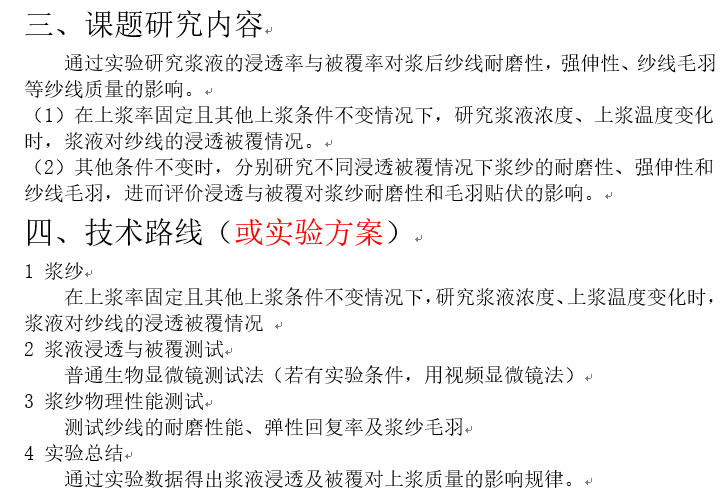 三、课题研究内容
通过实验研究浆液的浸透率与被覆率对浆后纱线耐磨性，强伸性、纱线毛羽
等纱线质量的影响。
（1）在上浆率固定且其他上浆条件不变情况下，研究浆液浓度、上浆温度变化
时，浆液对纱线的浸透被覆情况。
（2）其他条件不变时，分别研究不同浸透被覆情况下浆纱的耐磨性、强伸性和
纱线毛羽，进而评价浸透与被覆对浆纱耐磨性和毛羽贴伏的影响。
四、技术路线（或实验方案）
1 浆纱
在上浆率固定且其他上浆条件不变情况下，研究浆液浓度、上浆温度变化时，
浆液对纱线的浸透被覆情况
2 浆液浸透与被覆测试
普通生物显微镜测试法（若有实验条件，用视频显微镜法）
3 浆纱物理性能测试
测试纱线的耐磨性能、弹性回复率及浆纱毛羽
4 实验总结
通过实验数据得出浆液浸透及被覆对上浆质量的影响规律。